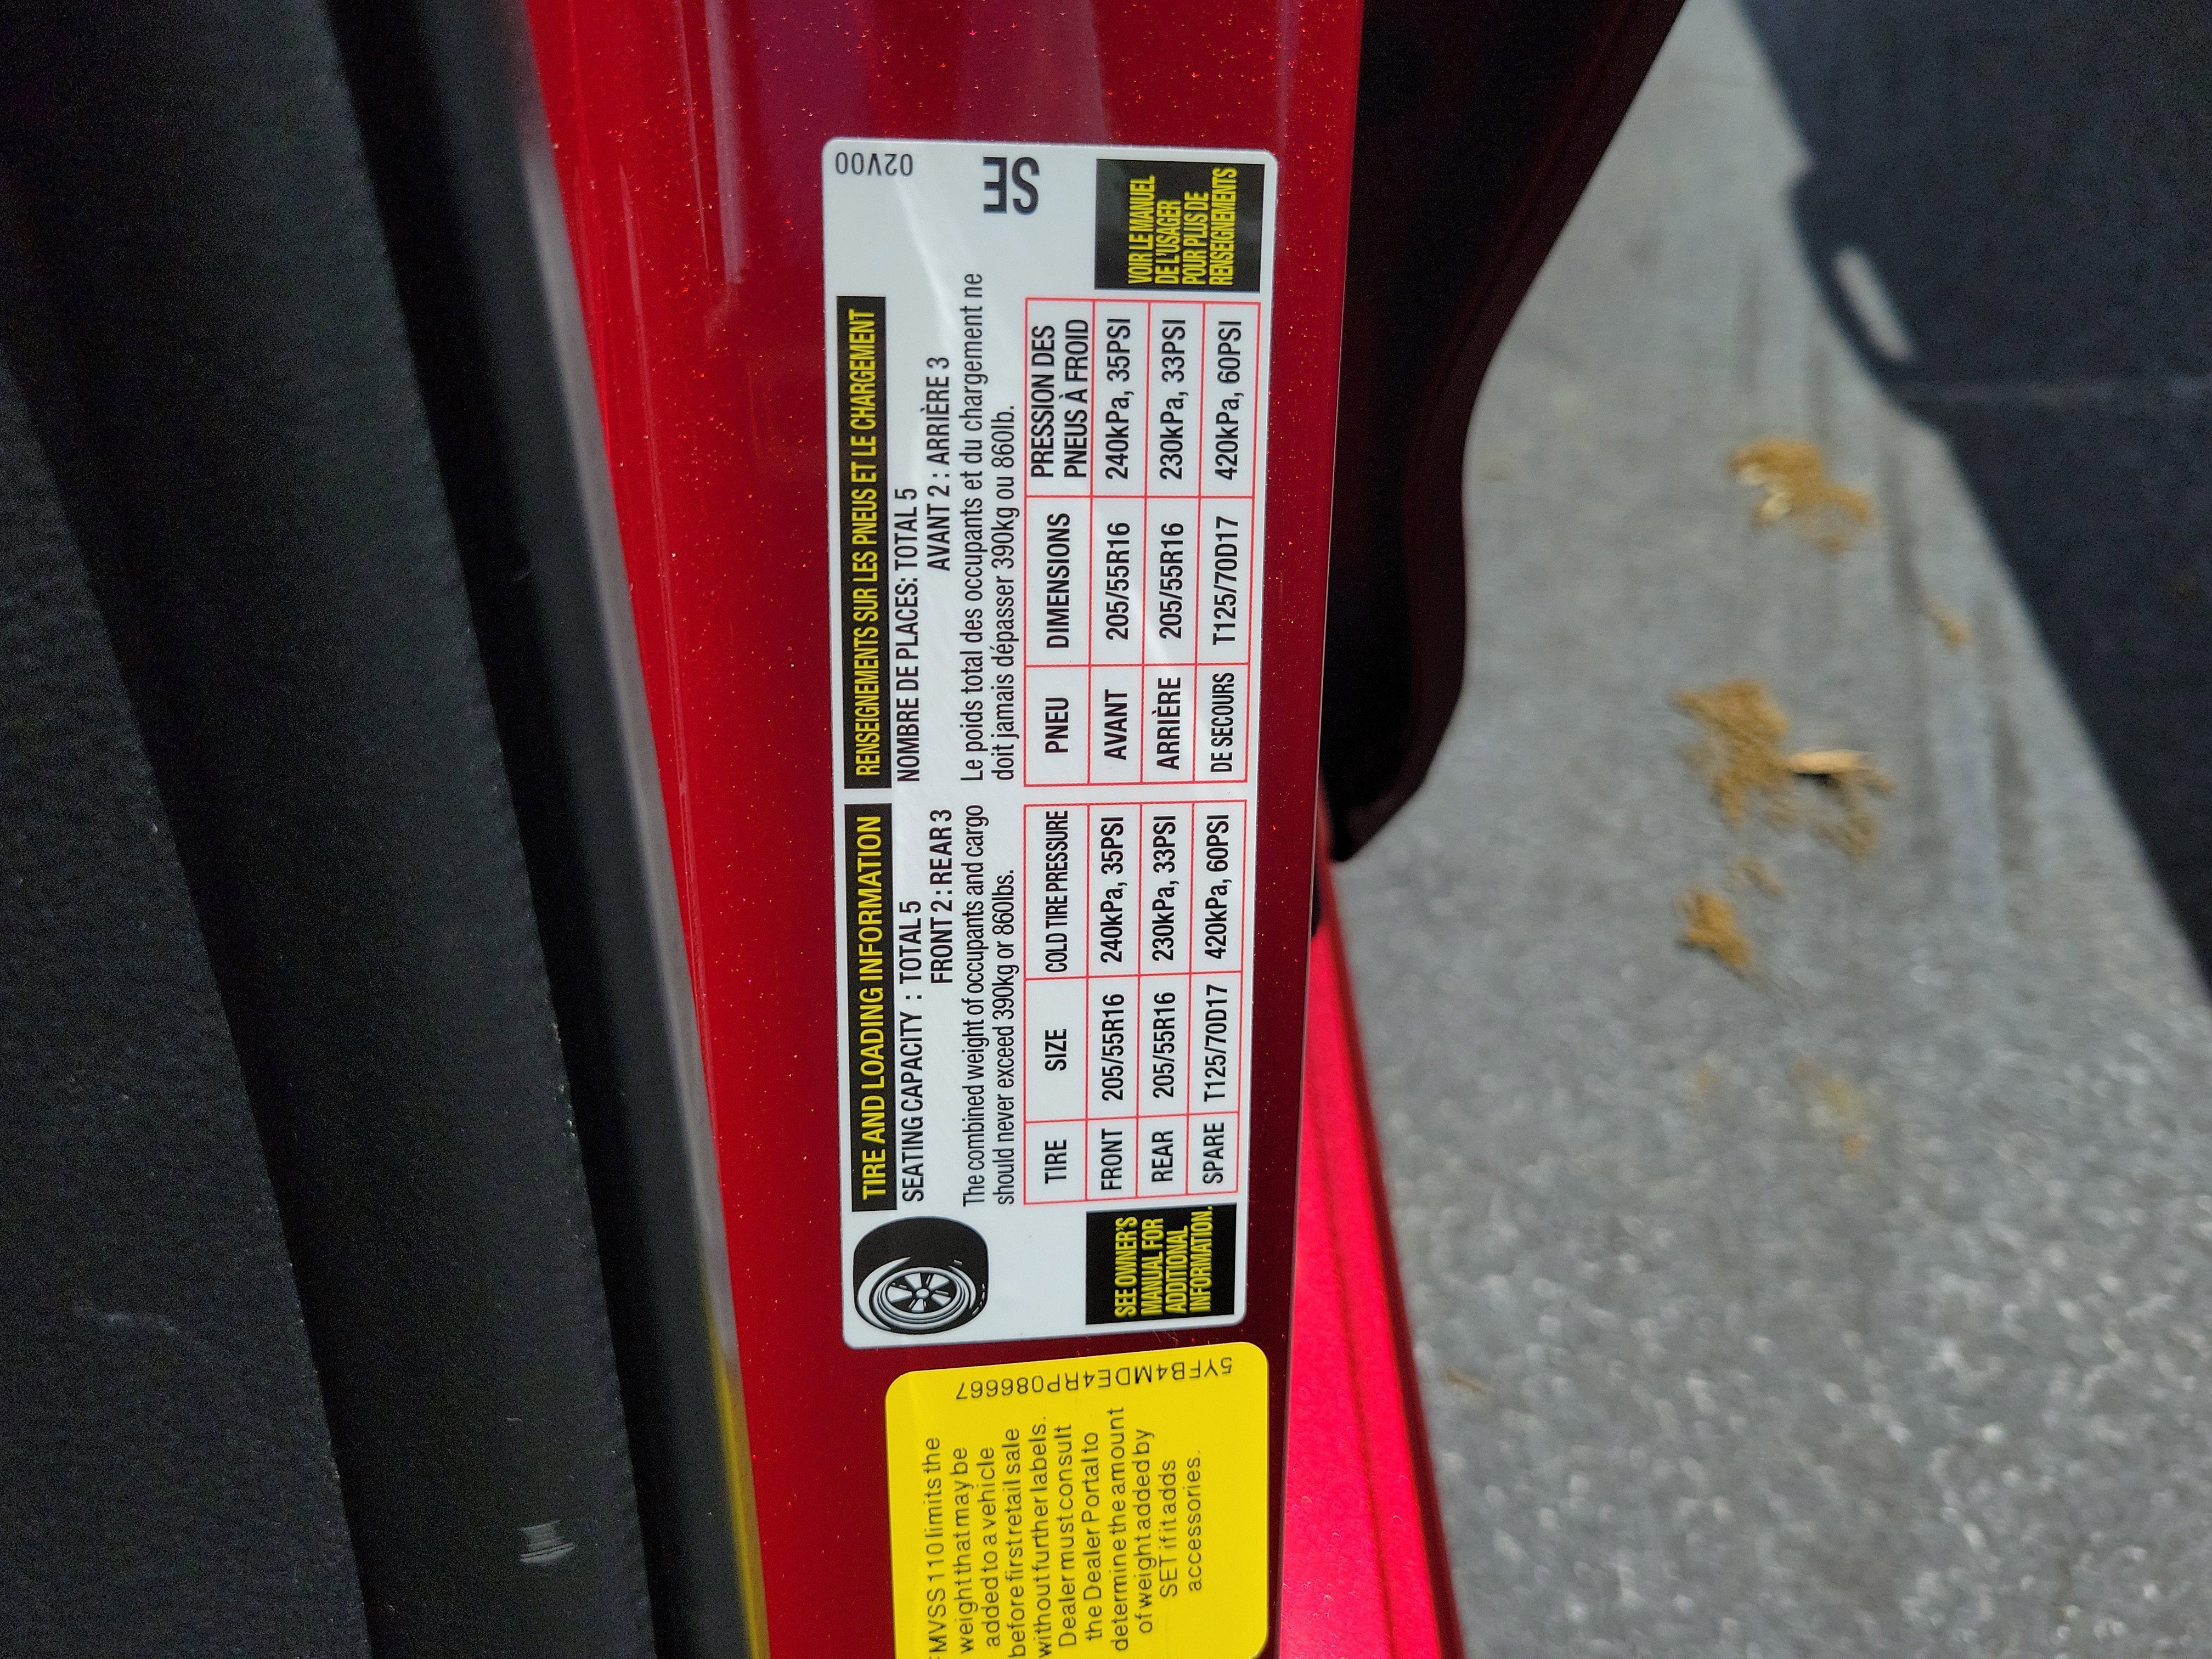 TIRE AND LOADING INFORMATION
SEATING CAPACITY : TOTAL 5
FRONT 2 : REAR 3
The combined weight of occupants and cargo
should never exceed 390kg or 860lbs.
TIRE SIZE COLD TIRE PRESSURE
FRONT 205/55R16 240kPa, 35PSI
REAR 205/55R16 230kPa, 33PSI
SPARE T125/70D17 420kPa, 60PSI
SEE OWNER'S
MANUAL FOR
ADDITIONAL
INFORMATION.
RENSEIGNEMENTS SUR LES PNEUS ET LE CHARGEMENT
NOMBRE DE PLACES: TOTAL 5
AVANT 2 : ARRIÈRE 3
Le poids total des occupants et du chargement ne
doit jamais dépasser 390kg ou 860lb.
PNEU DIMENSIONS PRESSION DES
PNEUS À FROID
AVANT 205/55R16 240kPa, 35PSI
ARRIÈRE 205/55R16 230kPa, 33PSI
DE SECOURS T125/70D17 420kPa, 60PSI
VOIR LE MANUEL
DE L'USAGER
POUR PLUS DE
RENSEIGNEMENTS
02V00
SE
FMVSS 110 limits the
weight that may be
added to a vehicle
before first retail sale
without further labels.
Dealer must consult
the Dealer Portal to
determine the amount
of weight added by
SET if it adds
accessories.
5YFB4MDE4RP086667